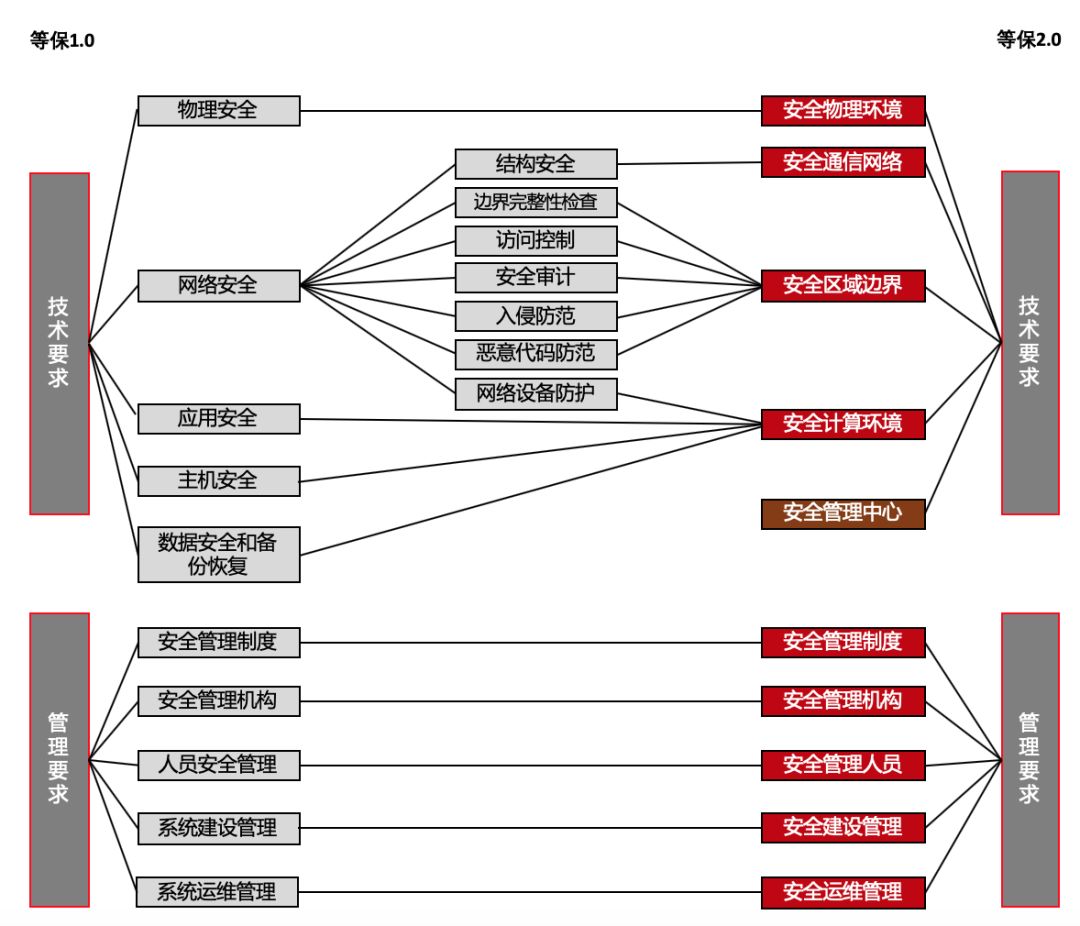 等保1.0
等保2.0
物理安全
安全物理环境
结构安全
安全通信网络
边界完整性检查
访问控制
网络安全
安全审计
安全区域边界
入侵防范
恶意代码防范
技术要求
技术要求
网络设备防护
应用安全
安全计算环境
主机安全
安全管理中心
数据安全和备
份恢复
安全管理制度
安全管理制度
安全管理机构
安全管理机构
管理要求
管理要求
人员安全管理
安全管理人员
系统建设管理
安全建设管理
系统运维管理
安全运维管理